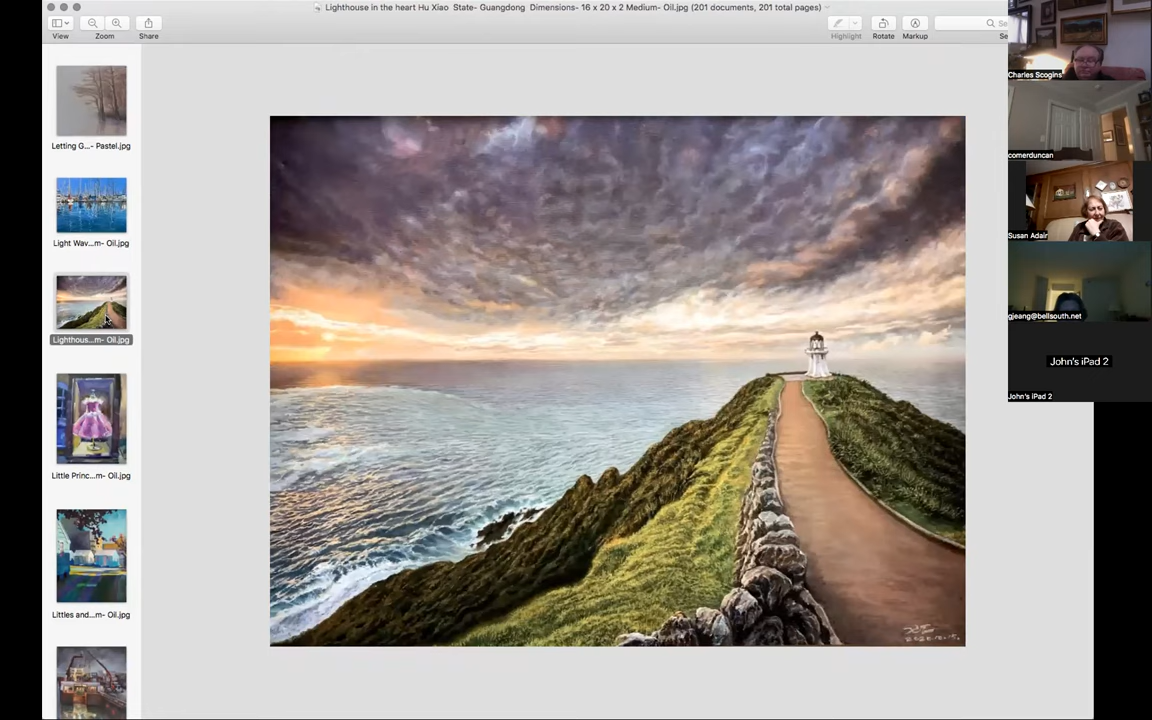 Lighthouse in the heart Hu Xiao State- Guangdong Dimensions- 16 x 20 x 2 Medium- Oil.jpg (201 documents, 201 total pages)
View
Zoom
Share
Highlight
Rotate
Markup
Se
Se
Letting G...- Pastel.jpg
Light Wav...m- Oil.jpg
Lighthous...m- Oil.jpg
Little Princ...m- Oil.jpg
Littles and...m- Oil.jpg
Charles Scogins
comerduncan
Susan Adair
gjeang@bellsouth.net
John's iPad 2
John's iPad 2